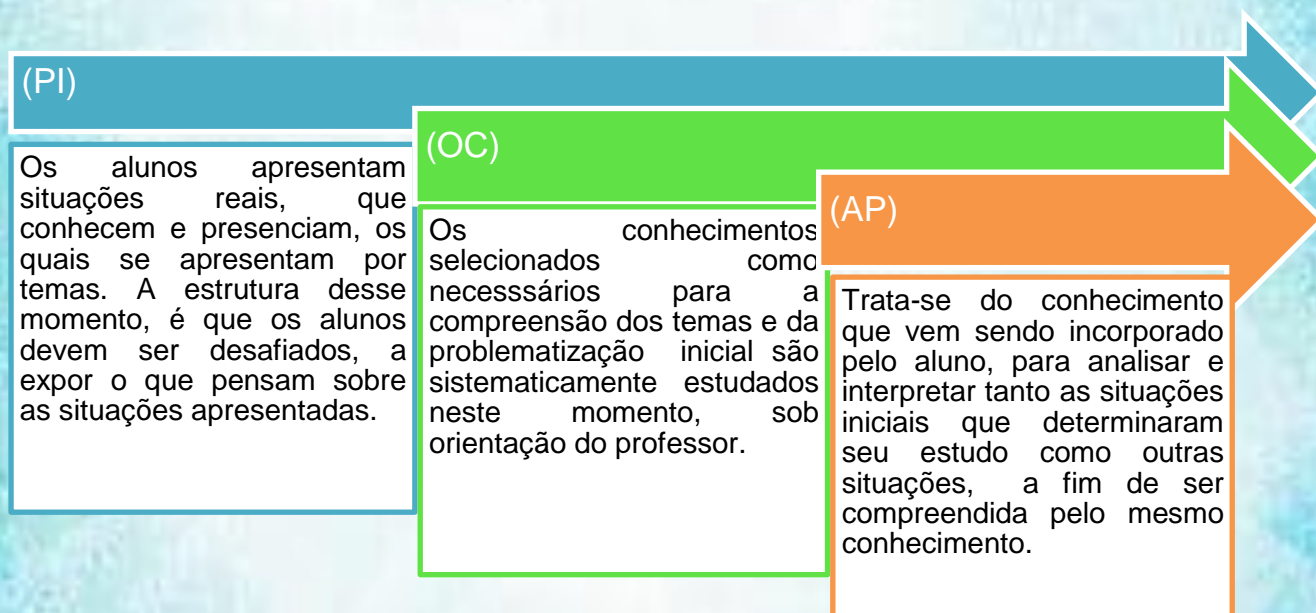 (PI)
Os alunos apresentam
situações reais, que
conhecem e presenciam, os
quais se apresentam por
temas. A estrutura desse
momento, é que os alunos
devem ser desafiados, a
expor o que pensam sobre
as situações apresentadas.
(OC)
Os conhecimentos
selecionados como
necesssários para a
compreensão dos temas e da
problematização inicial são
sistematicamente estudados
neste momento, sob
orientação do professor.
(AP)
Trata-se do conhecimento
que vem sendo incorporado
pelo aluno, para analisar e
interpretar tanto as situações
iniciais que determinaram
seu estudo como outras
situações, a fim de ser
compreendida pelo mesmo
conhecimento.